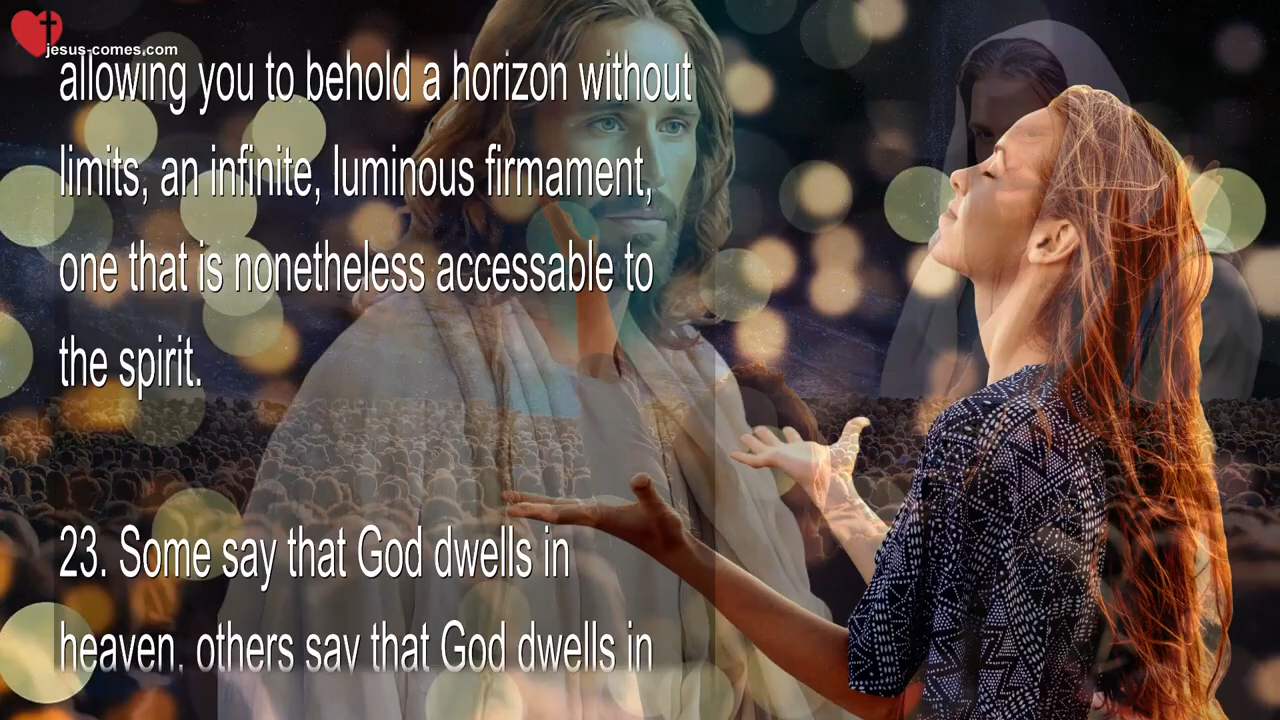 jesus-comes.com
allowing you to behold a horizon without
limits, an infinite, luminous firmament,
one that is nonetheless accessable to
the spirit.
23. Some say that God dwells in
heaven, others say that God dwells in